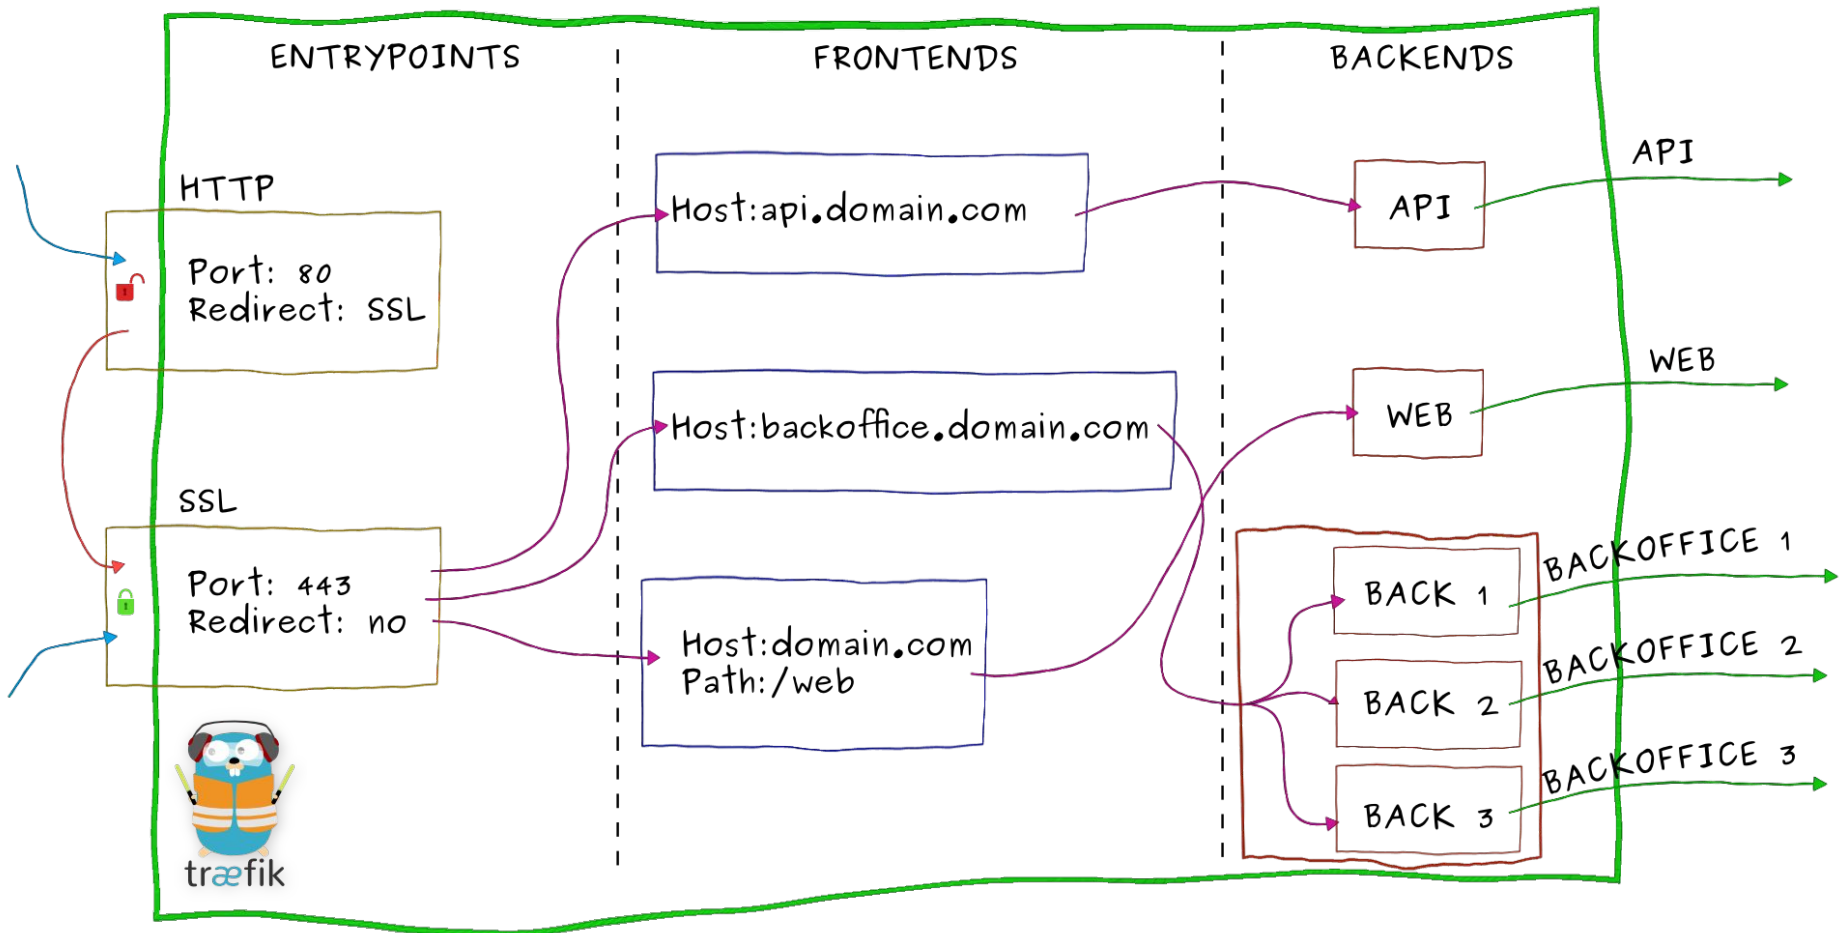 ENTRYPOINTS
FRONTENDS
BACKENDS
HTTP
Port: 80
Redirect: SSL
SSL
Port: 443
Redirect: no
træfik
Host:api.domain.com
Host:backoffice.domain.com
Host:domain.com
Path:/web
API
WEB
BACK 1
BACK 2
BACK 3
API
WEB
BACKOFFICE 1
BACKOFFICE 2
BACKOFFICE 3